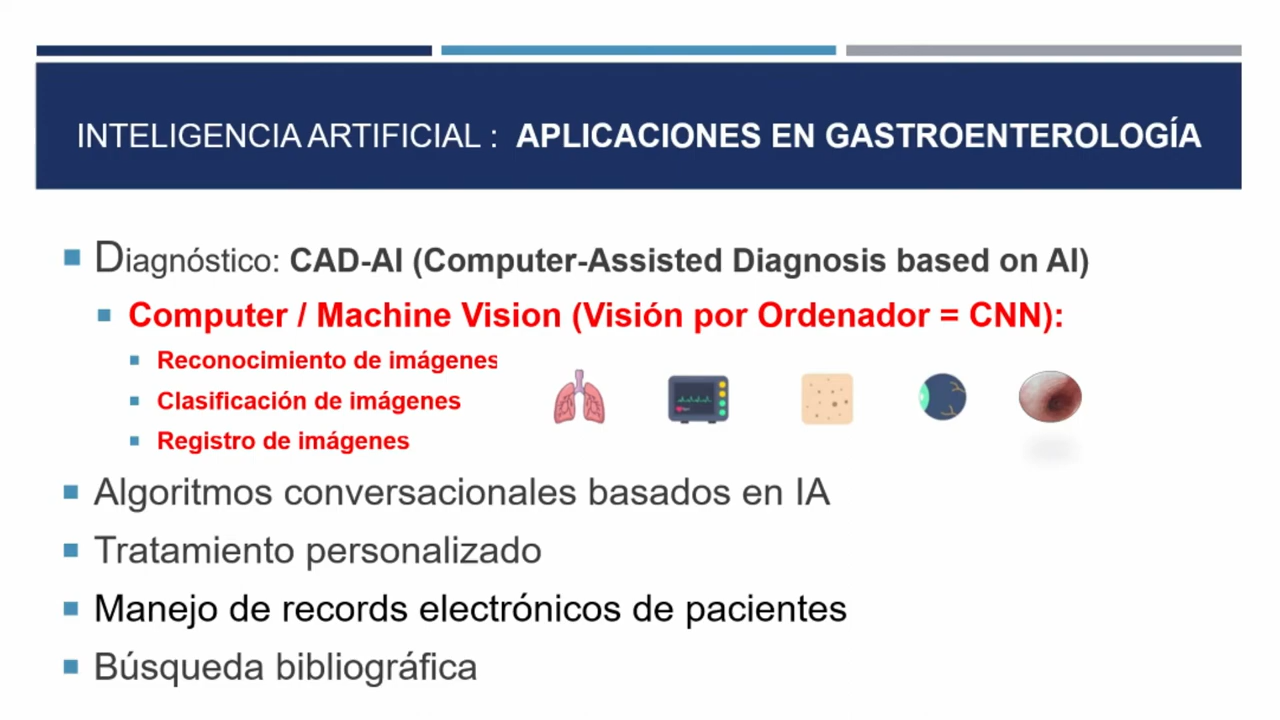 INTELIGENCIA ARTIFICIAL : APLICACIONES EN GASTROENTEROLOGÍA
Diagnóstico: CAD-AI (Computer-Assisted Diagnosis based on AI)
Computer / Machine Vision (Visión por Ordenador = CNN):
Reconocimiento de imágenes
Clasificación de imágenes
Registro de imágenes
Algoritmos conversacionales basados en IA
Tratamiento personalizado
Manejo de records electrónicos de pacientes
Búsqueda bibliográfica